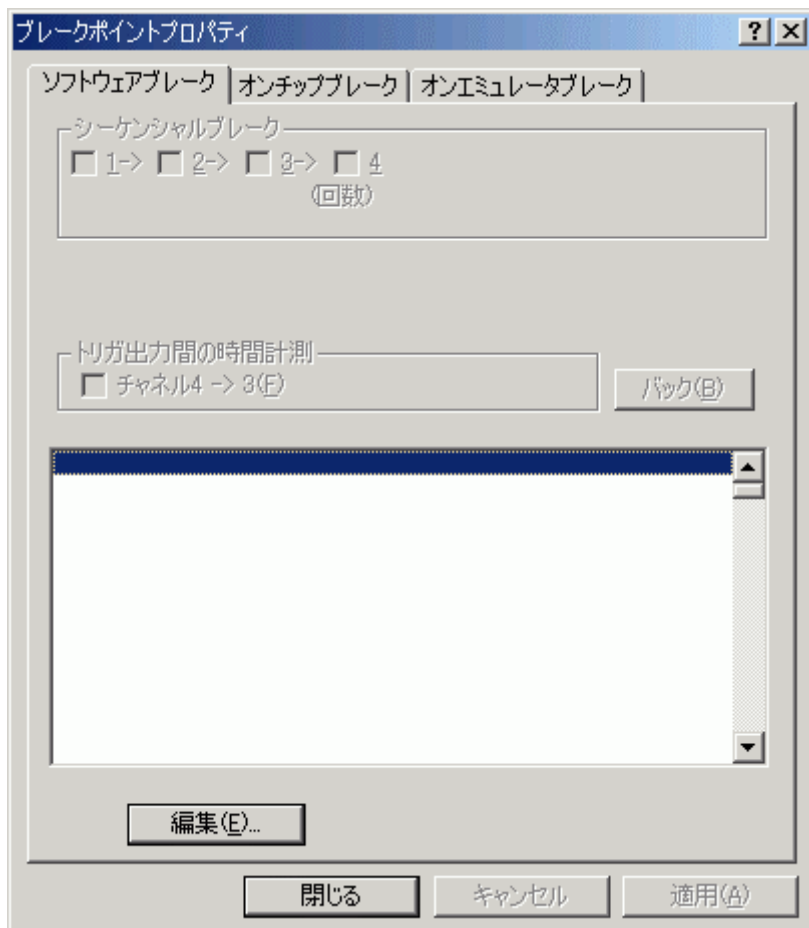 ブレークポイントプロパティ
ソフトウェアブレーク オンチップブレーク オンエミュレータブレーク
シーケンシャルブレーク
1-> 2-> 3-> 4
(回数)
トリガ出力間の時間計測
チャネル4 -> 3(F)
バック(B)
編集(E)...
閉じる キャンセル 適用(A)